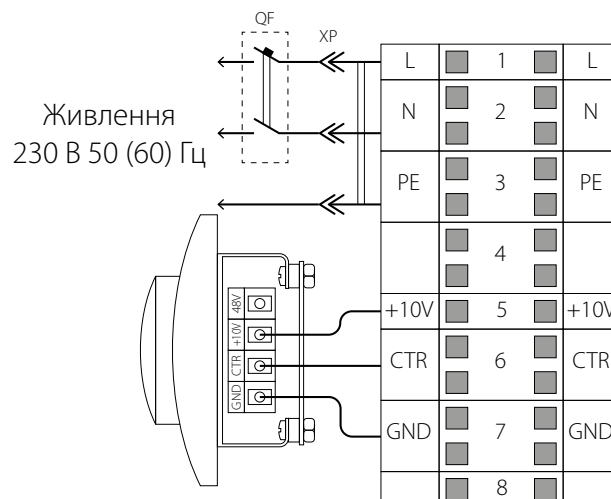 QF
XP
Живлення
230 В 50 (60) Гц
L 1 L
N 2 N
PE 3 PE
4
+10V 5 +10V
CTR 6 CTR
GND 7 GND
8
48V
+10V
CTR
GND